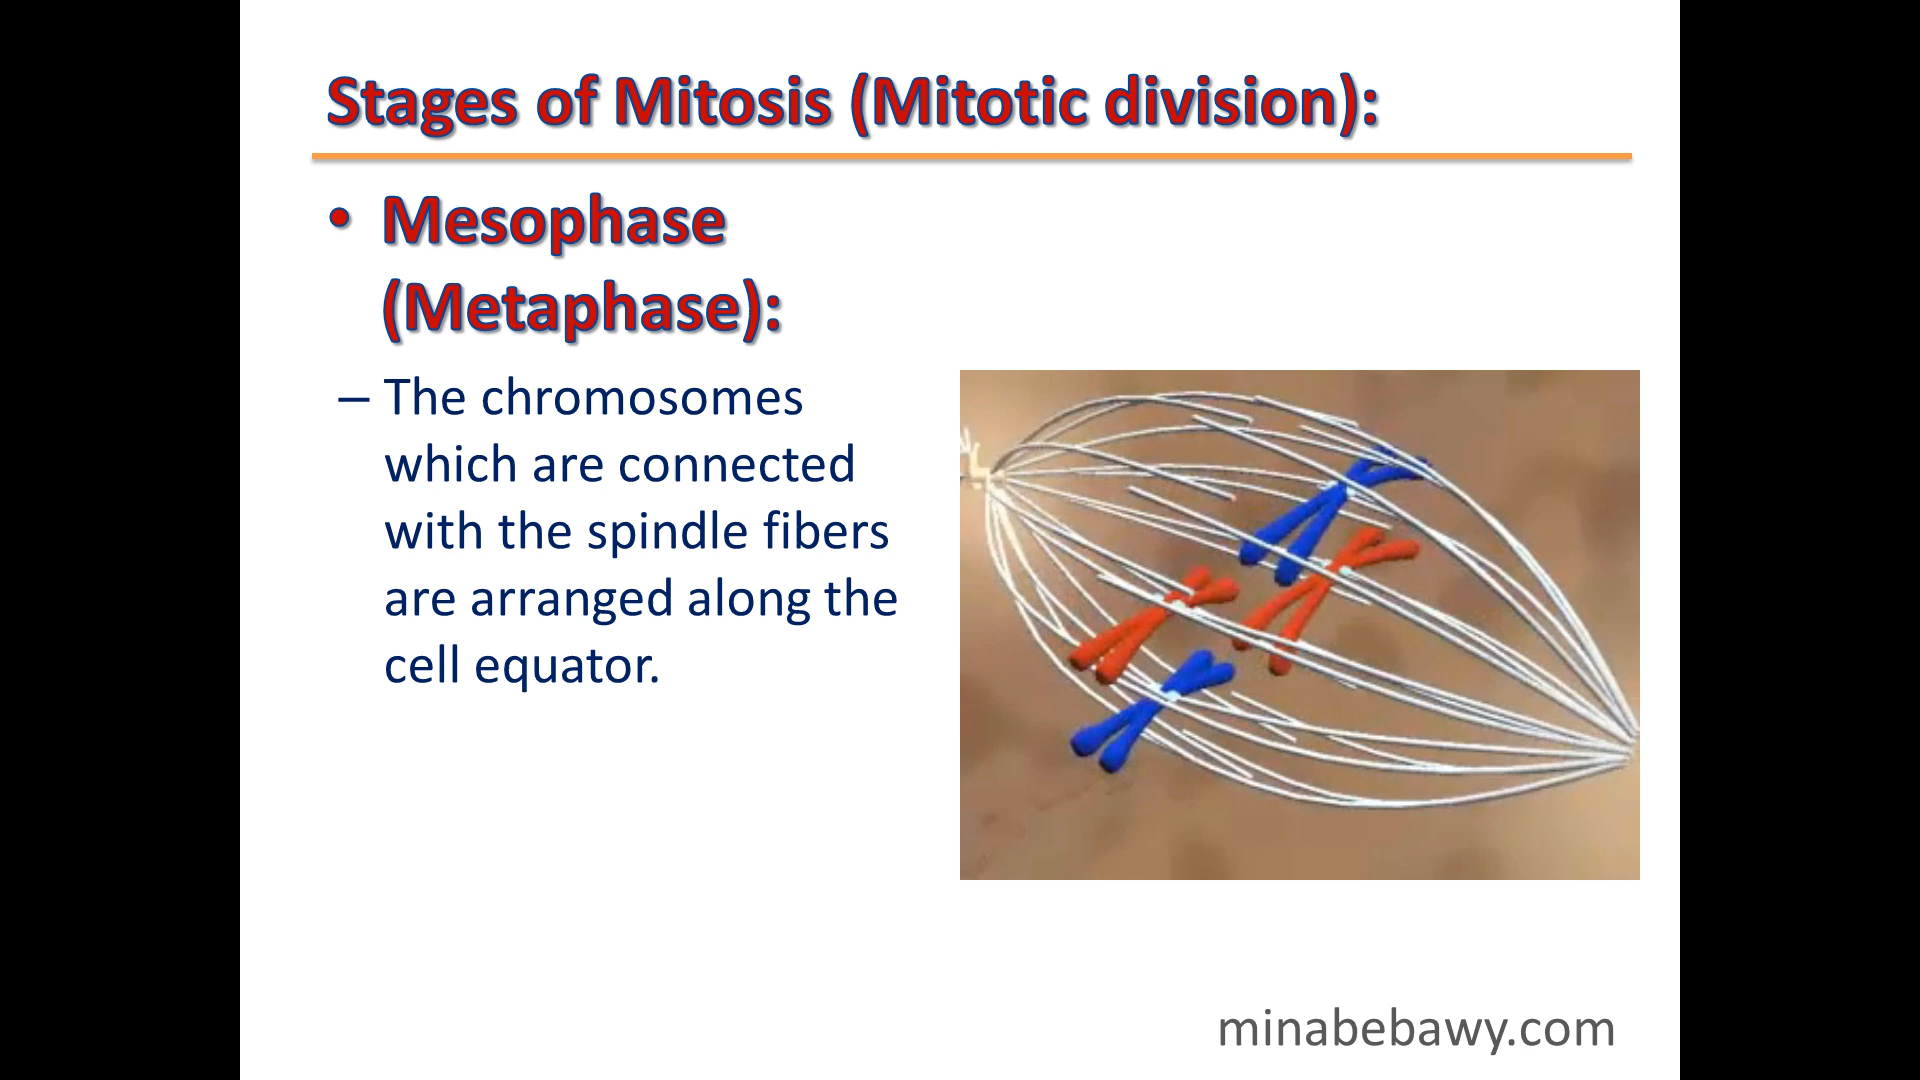 Stages of Mitosis (Mitotic division):
• Mesophase
(Metaphase):
– The chromosomes
which are connected
with the spindle fibers
are arranged along the
cell equator.
minabebawy.com